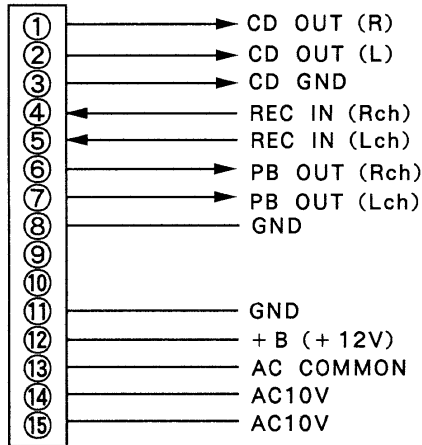 ① CD OUT (R)
② CD OUT (L)
③ CD GND
④ REC IN (Rch)
⑤ REC IN (Lch)
⑥ PB OUT (Rch)
⑦ PB OUT (Lch)
⑧ GND
⑨
⑩
⑪ GND
⑫ + B (+ 12V)
⑬ AC COMMON
⑭ AC10V
⑮ AC10V